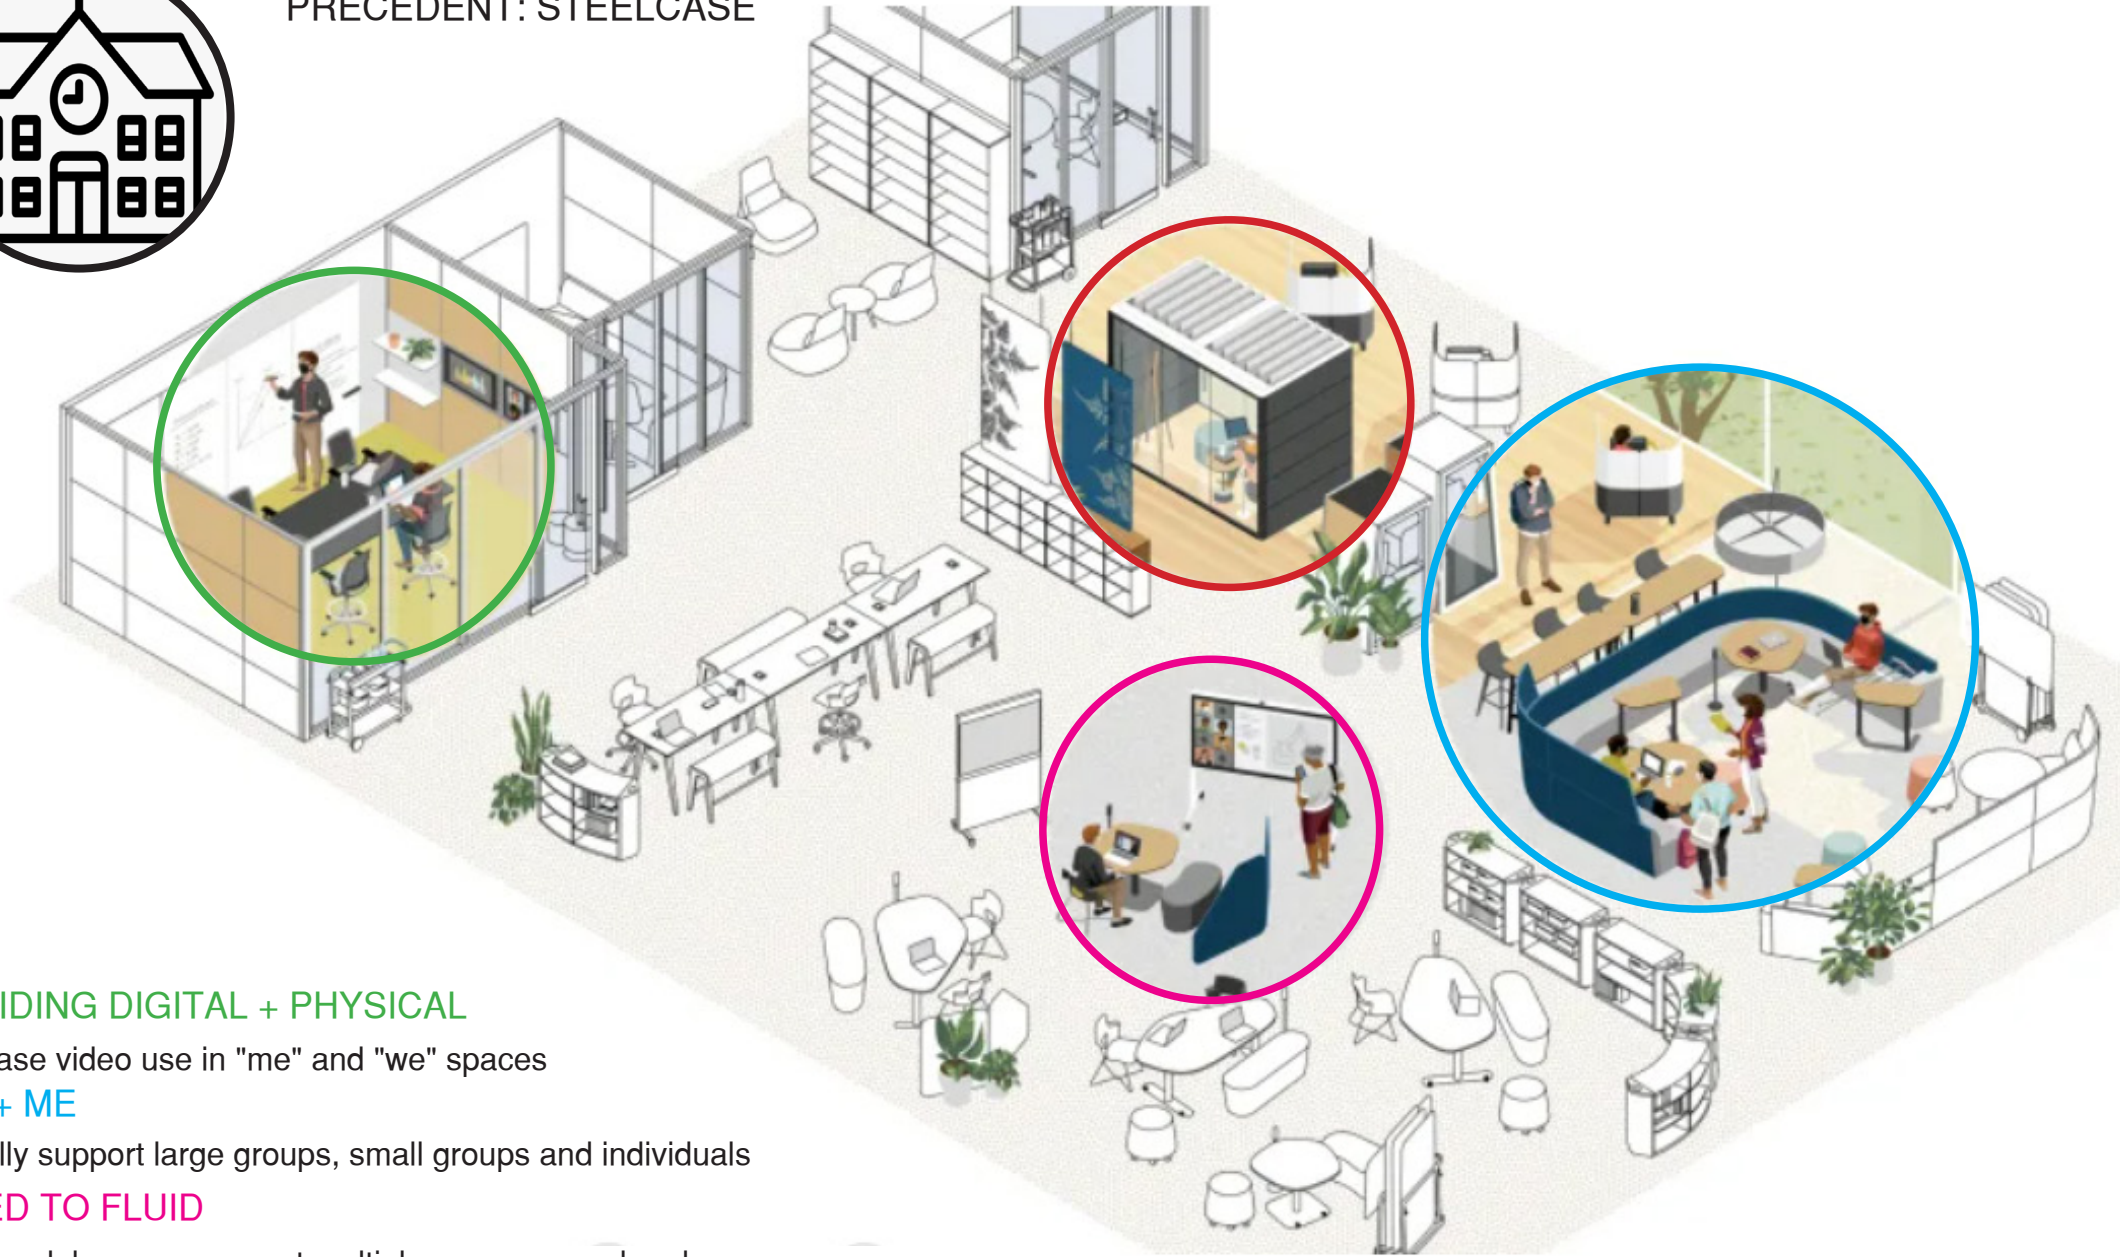 PRECEDENT: STEELCASE
IDING DIGITAL + PHYSICAL
ase video use in "me" and "we" spaces
+ ME
lly support large groups, small groups and individuals
ED TO FLUID